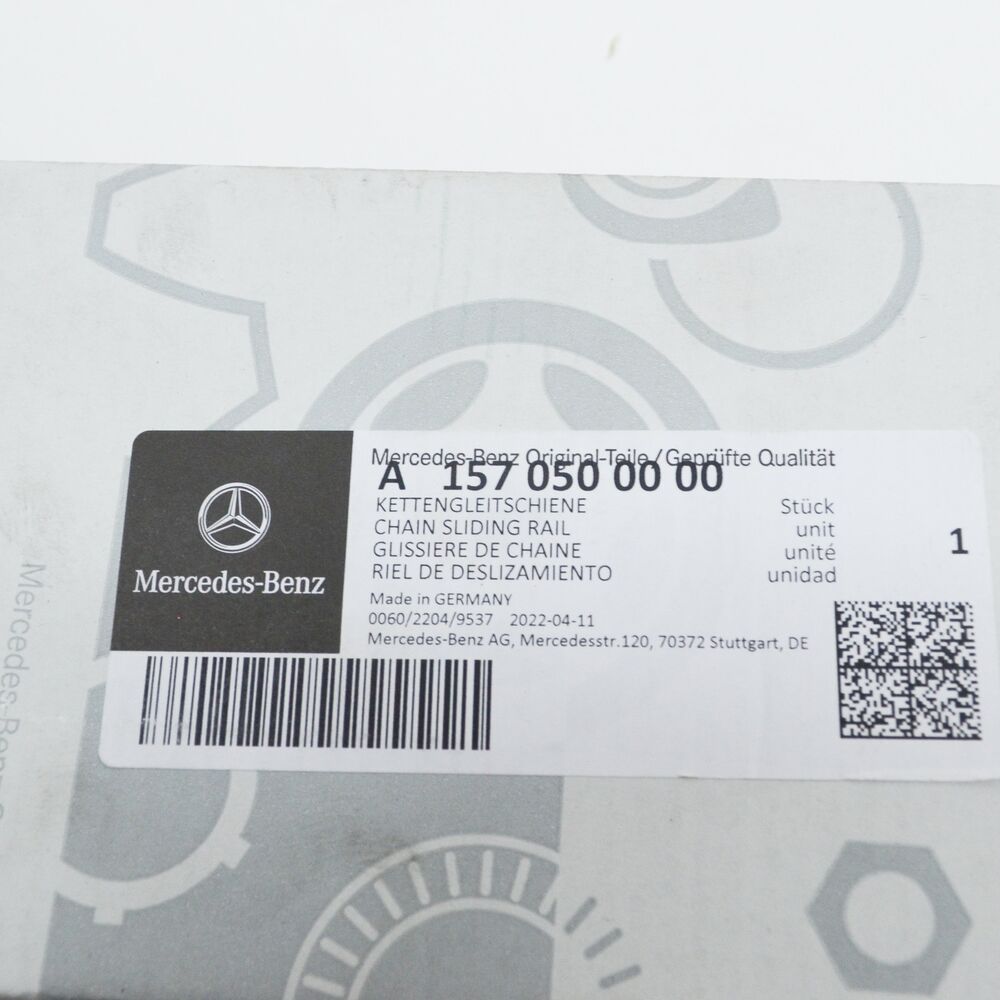 Mercedes-Benz Original-Teile/Geprüfte Qualität
A 157 050 00 00
KETTENGLEITSCHIENE Stück
CHAIN SLIDING RAIL unit
GLISSIERE DE CHAINE unité 1
RIEL DE DESLIZAMIENTO unidad
Mercedes-Benz
Made in GERMANY
0060/2204/9537 2022-04-11
Mercedes-Benz AG, Mercedesstr.120, 70372 Stuttgart, DE
Mercedes-Benz